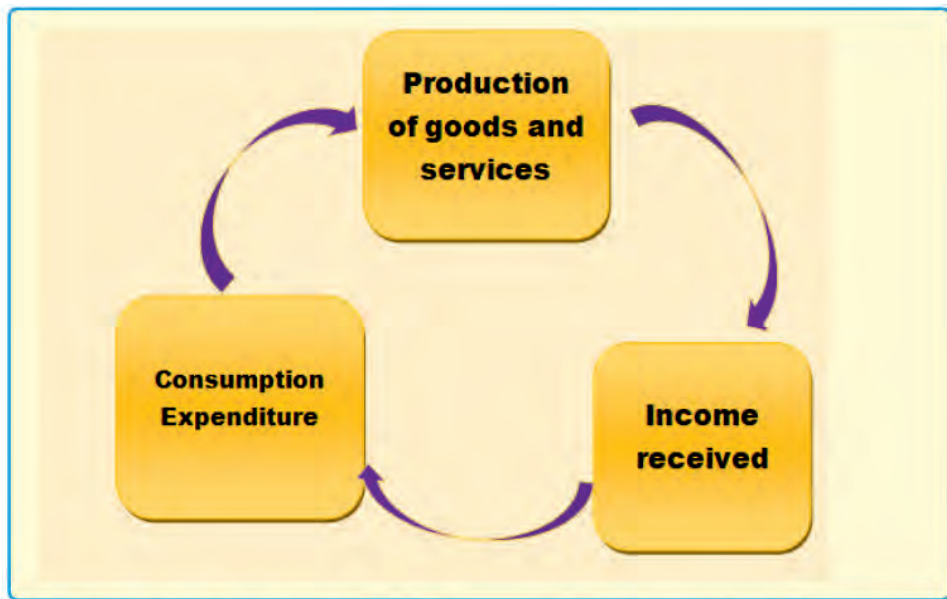 Production
of goods and
services
Consumption
Expenditure
Income
received